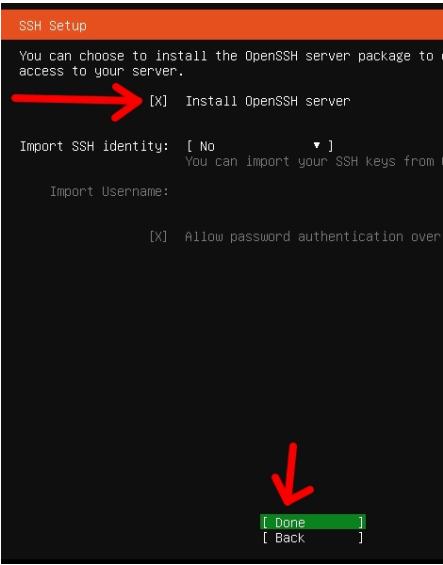 SSH Setup
You can choose to install the OpenSSH server package to
access to your server.
[X] Install OpenSSH server
Import SSH identity: [ No ▾ ]
You can import your SSH keys from
Import Username:
[X] Allow password authentication over
[ Done ]
[ Back ]